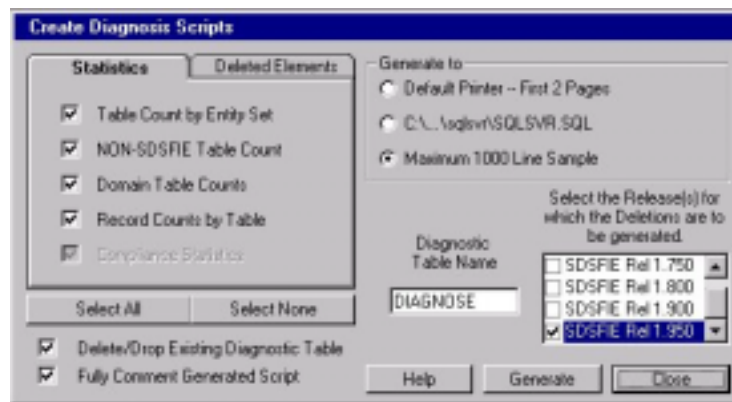 Create Diagnosis Scripts
Statistics
Deleted Elements
Table Count by Entity Set
NON-SDSFIE Table Count
Domain Table Counts
Record Counts by Table
Compliance Statistics
Select All
Select None
Delete/Drop Existing Diagnostic Table
Fully Comment Generated Script
Generate to
Default Printer -- First 2 Pages
C:\...\sqlsvr\SQLSVR.SQL
Maximum 1000 Line Sample
Diagnostic
Table Name
DIAGNOSE
Select the Release(s) for
which the Deletions are to
be generated.
SDSFIE Rel 1.750
SDSFIE Rel 1.800
SDSFIE Rel 1.900
SDSFIE Rel 1.950
Help
Generate
Close